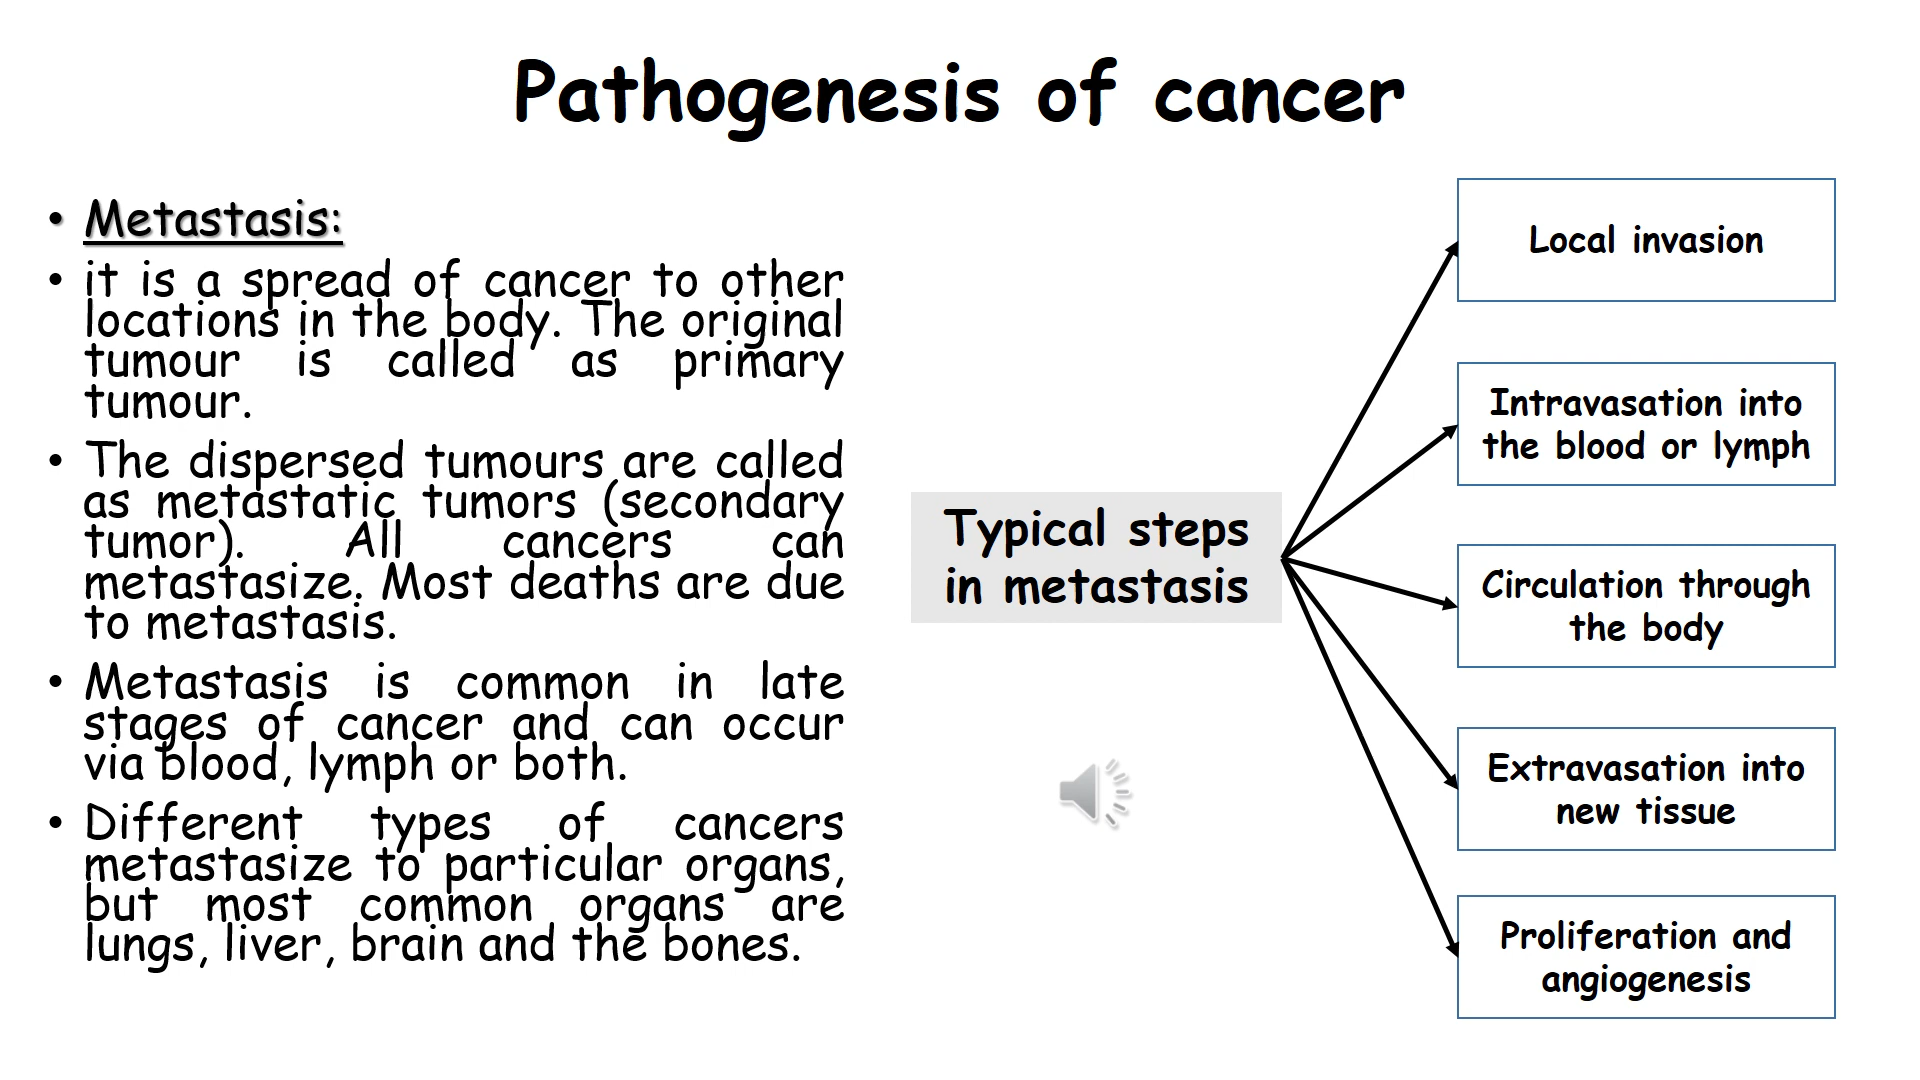 Pathogenesis of cancer
• Metastasis:
• it is a spread of cancer to other
locations in the body. The original
tumour is called as primary
tumour.
• The dispersed tumours are called
as metastatic tumors (secondary
tumor). All cancers can
metastasize. Most deaths are due
to metastasis.
• Metastasis is common in late
stages of cancer and can occur
via blood, lymph or both.
• Different types of cancers
metastasize to particular organs,
but most common organs are
lungs, liver, brain and the bones.
Typical steps
in metastasis
Local invasion
Intravasation into
the blood or lymph
Circulation through
the body
Extravasation into
new tissue
Proliferation and
angiogenesis